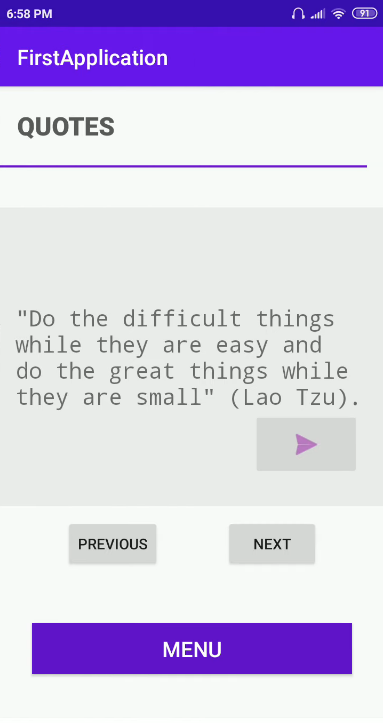 6:58 PM 91
FirstApplication
QUOTES
"Do the difficult things
while they are easy and
do the great things while
they are small" (Lao Tzu).
PREVIOUS NEXT
MENU